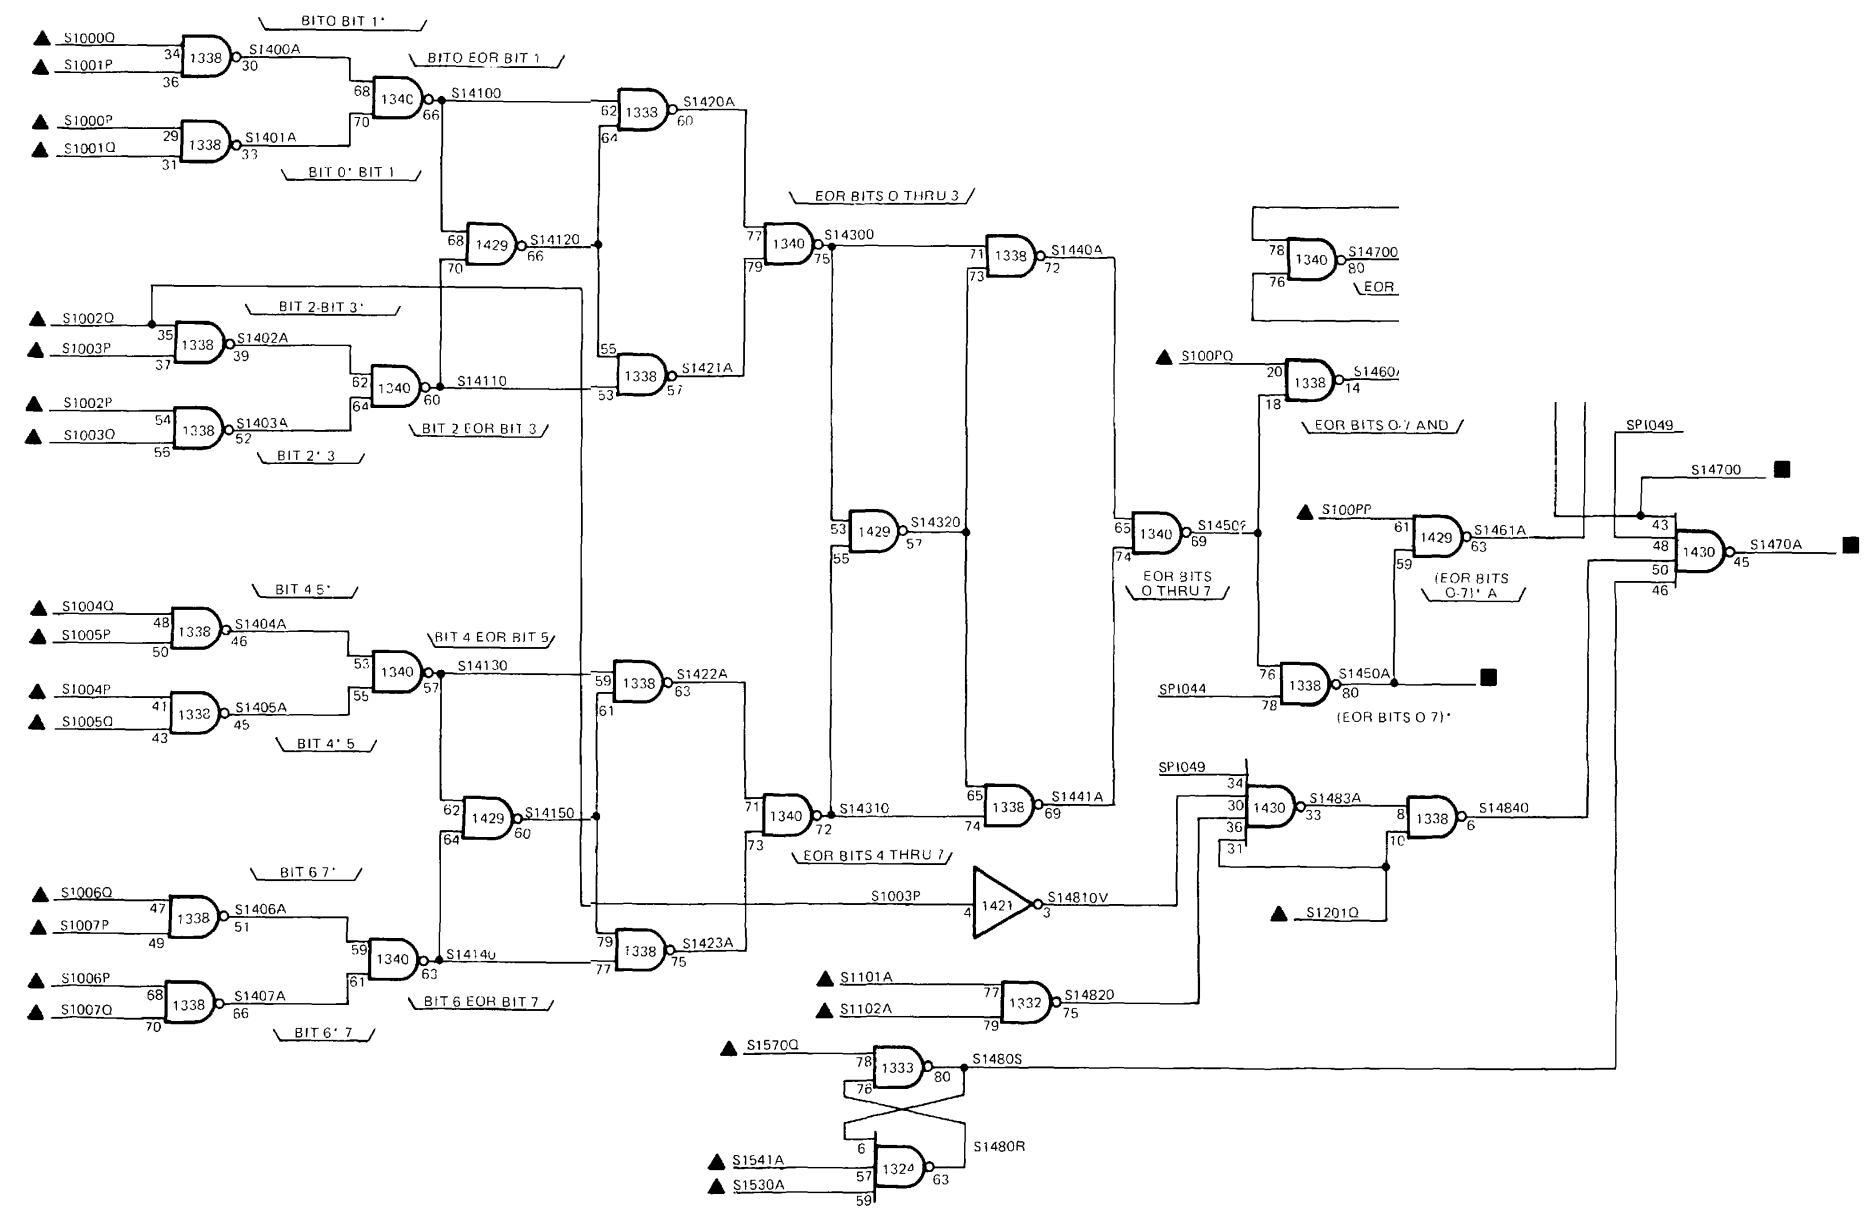 BITO BIT 1*
S1000Q
34
1338
S1400A
30
S1001P
36
BITO EOR BIT 1
68
1340
S14100
66
70
S1000P
29
1338
S1401A
33
S1001Q
31
BIT 0* BIT 1
62
1333
S1420A
60
64
68
1429
S14120
66
70
EOR BITS O THRU 3
77
1340
S14300
75
79
71
1338
S1440A
72
73
78
1340
S14700
80
76
EOR
BIT 2-BIT 3*
S1002Q
35
1338
S1402A
39
S1003P
37
62
1340
S14110
60
64
55
1338
S1421A
57
53
S1002P
54
1338
S1403A
52
S1003Q
56
BIT 2 EOR BIT 3
BIT 2* 3
S100PQ
20
1338
S1460A
14
18
EOR BITS O-7 AND
SPI049
S14700
53
1429
S14320
57
55
65
1340
69
74
EOR BITS
O THRU 7
S100PP
61
1429
S1461A
63
59
(EOR BITS
O-7)* A
43
48
1430
S1470A
45
50
46
BIT 4 5*
S1004Q
48
1338
S1404A
46
S1005P
50
BIT 4 EOR BIT 5
53
1340
S14130
57
55
S1004P
41
1332
S1405A
45
S1005Q
43
BIT 4* 5
59
1338
S1422A
63
61
76
1338
S1450A
80
SPI044
78
(EOR BITS O 7)*
62
1429
S14150
60
64
71
1340
S14310
72
73
EOR BITS 4 THRU 7
65
1338
S1441A
69
74
SPI049
34
30
1430
S1483A
33
36
31
8
1338
S14840
6
10
S1201Q
BIT 6 7*
S1006Q
47
1338
S1406A
51
S1007P
49
59
1340
S14140
63
61
S1006P
68
1338
S1407A
66
S1007Q
70
BIT 6 EOR BIT 7
BIT 6* 7
79
1338
S1423A
75
77
S1003P
4
1421
S14810V
3
S1101A
77
1332
S14820
75
S1102A
79
S1570Q
78
1333
S1480S
80
76
6
S1480R
S1541A
57
1324
63
S1530A
59